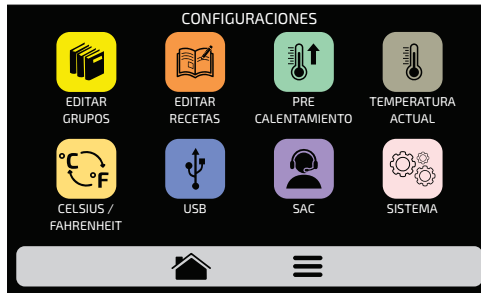 CONFIGURACIONES
EDITAR
GRUPOS
EDITAR
RECETAS
PRE
CALENTAMIENTO
TEMPERATURA
ACTUAL
°C
°F
CELSIUS /
FAHRENHEIT
USB
SAC
SISTEMA